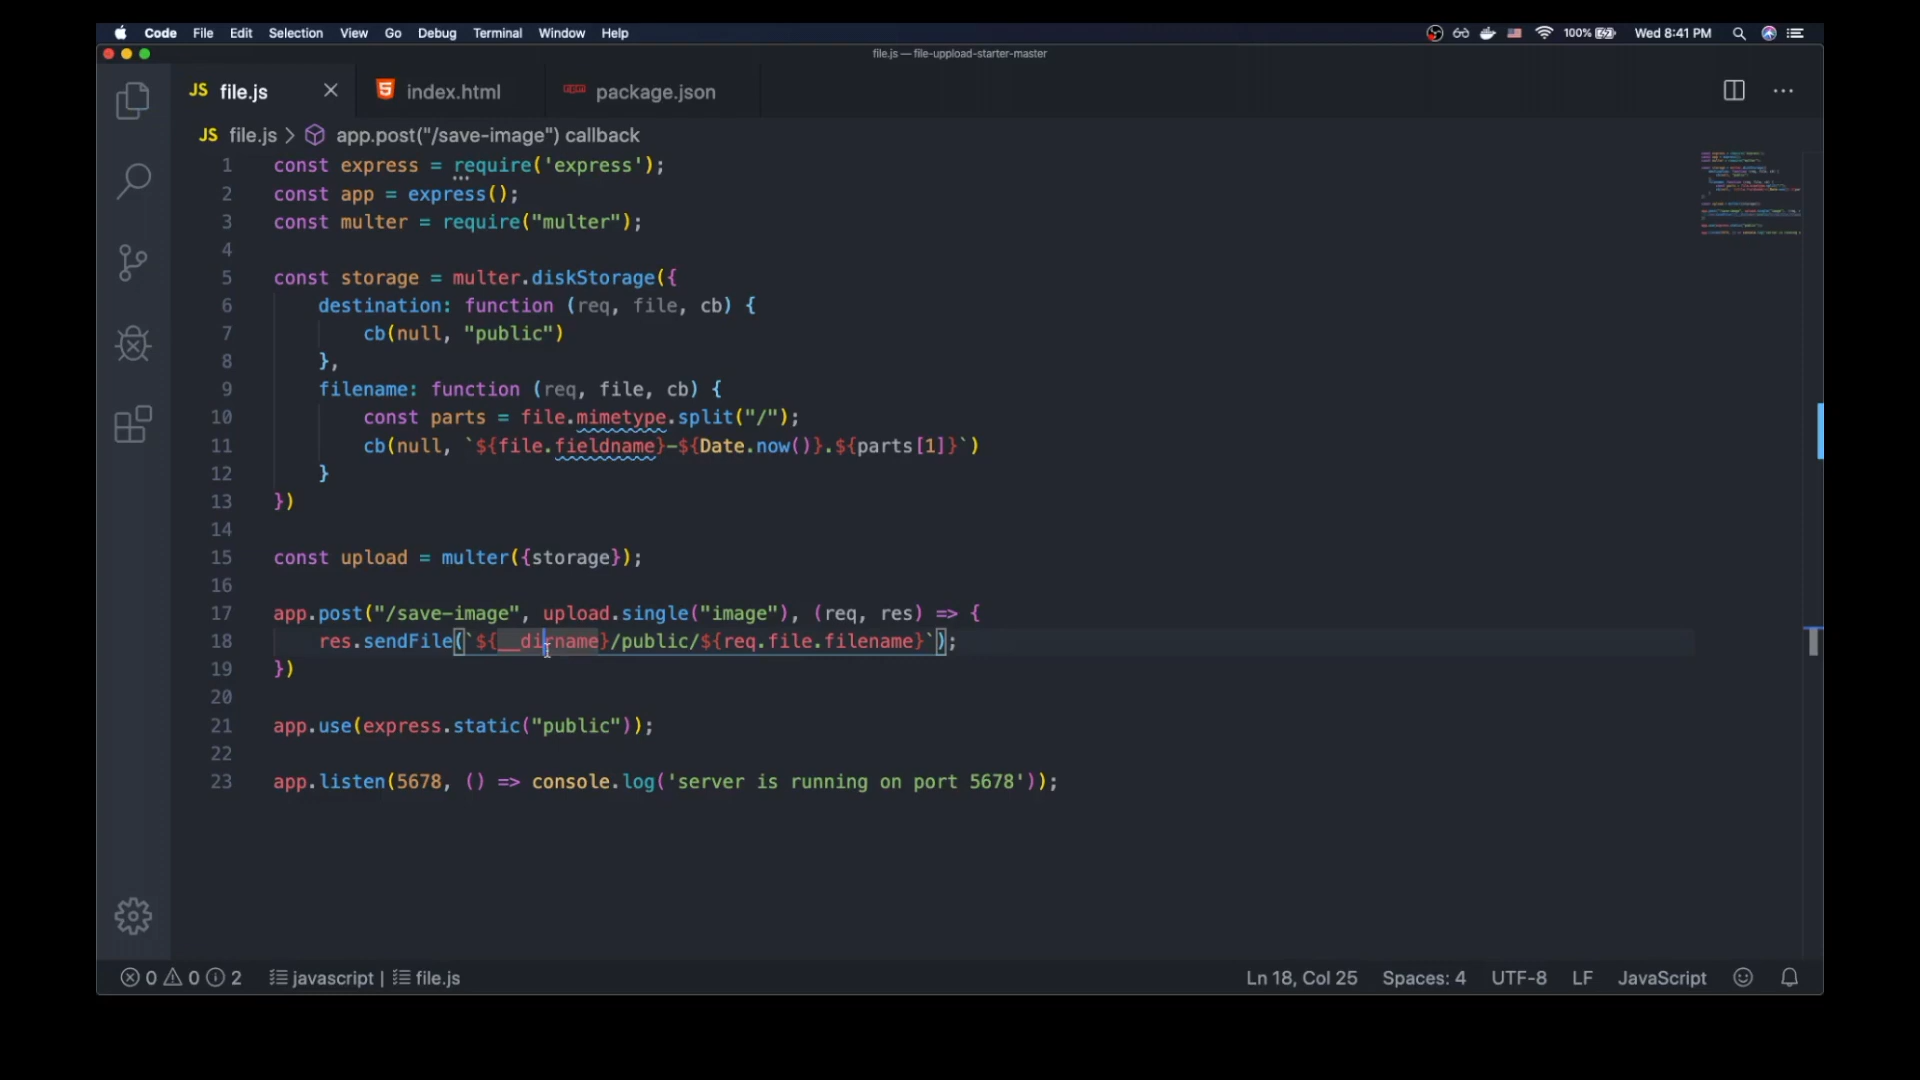 Code File Edit Selection View Go Debug Terminal Window Help 100% Wed 8:41 PM
file.js — file-uppload-starter-master
JS file.js index.html package.json
JS file.js > app.post("/save-image") callback
1 const express = require('express');
2 const app = express();
3 const multer = require("multer");
4
5 const storage = multer.diskStorage({
6 destination: function (req, file, cb) {
7 cb(null, "public")
8 },
9 filename: function (req, file, cb) {
10 const parts = file.mimetype.split("/");
11 cb(null, `${file.fieldname}-${Date.now()}.${parts[1]}`)
12 }
13 })
14
15 const upload = multer({storage});
16
17 app.post("/save-image", upload.single("image"), (req, res) => {
18 res.sendFile(`${__dirname}/public/${req.file.filename}`);
19 })
20
21 app.use(express.static("public"));
22
23 app.listen(5678, () => console.log('server is running on port 5678'));
0 0 2 javascript | file.js Ln 18, Col 25 Spaces: 4 UTF-8 LF JavaScript